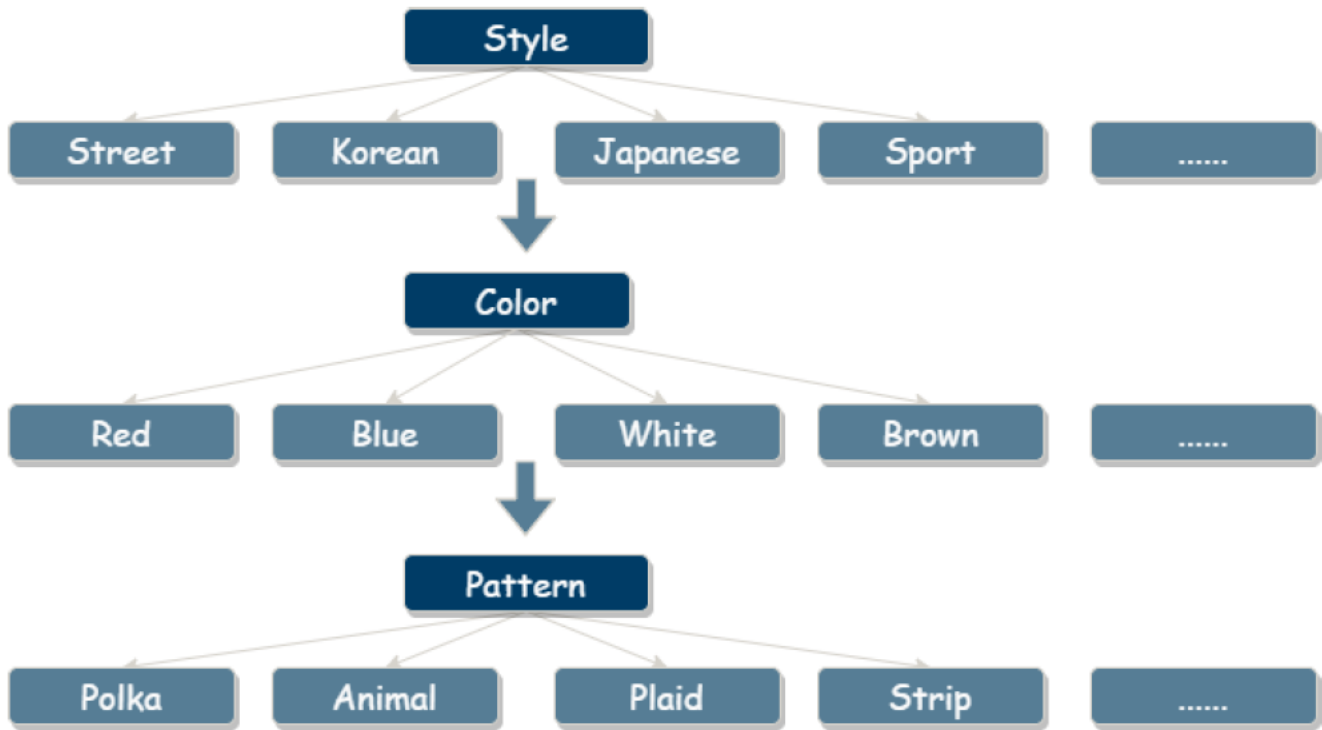 Style
Street Korean Japanese Sport ......
Color
Red Blue White Brown ......
Pattern
Polka Animal Plaid Strip ......